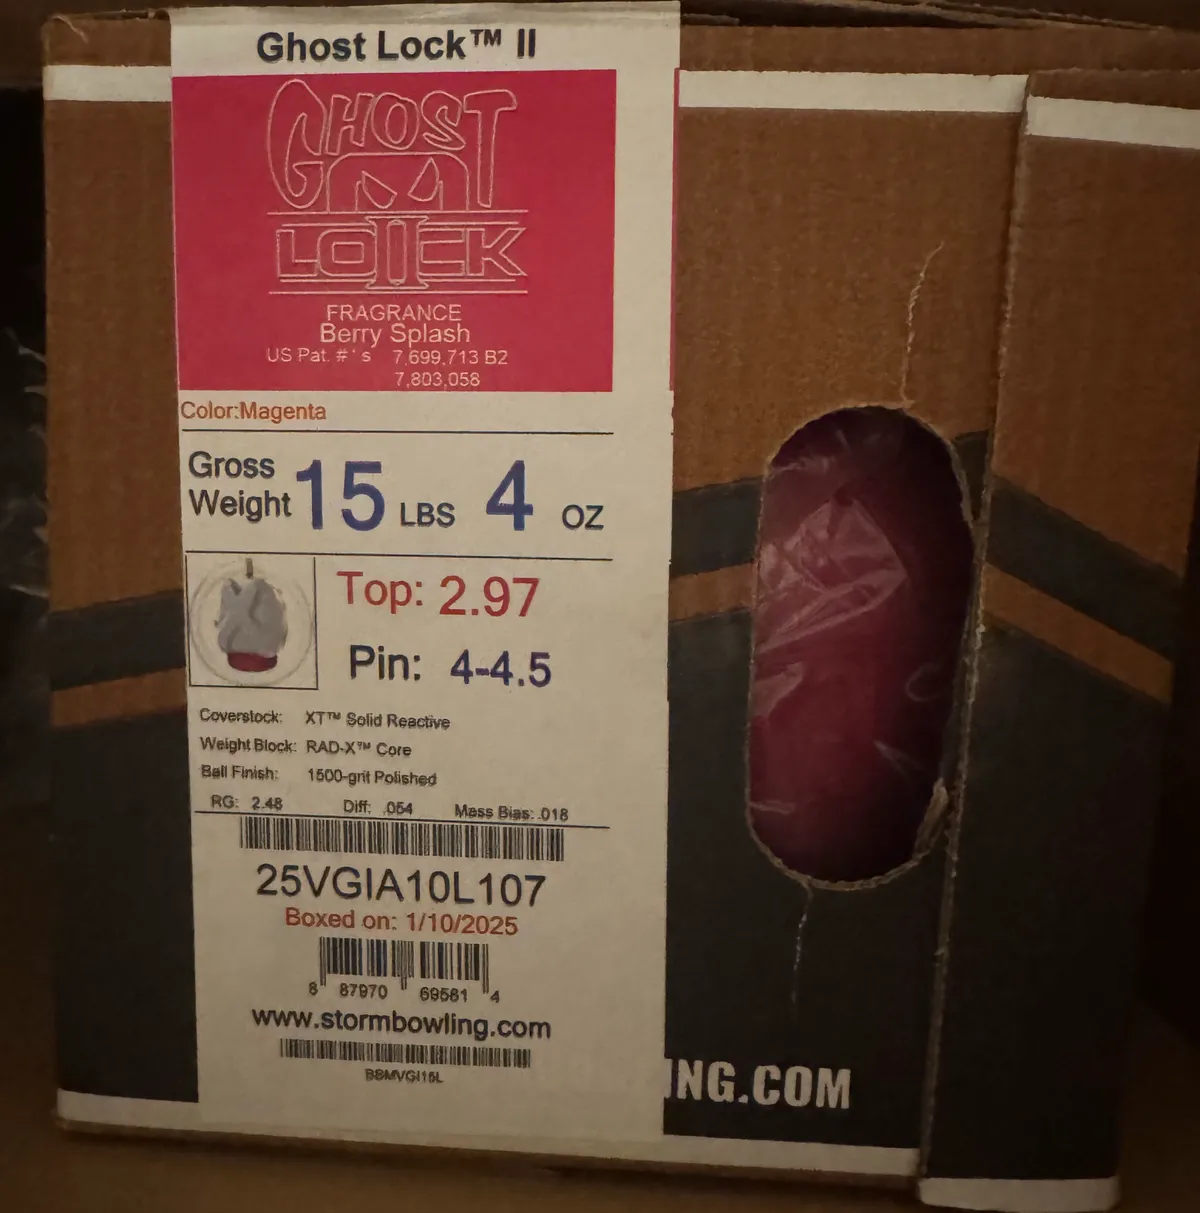 Ghost Lock™ II
GHOST
LOIICK
FRAGRANCE
Berry Splash
US Pat. #'s 7,699,713 B2
7,803,058
Color:Magenta
Gross Weight 15 LBS 4 OZ
Top: 2.97
Pin: 4-4.5
Coverstock: XT™ Solid Reactive
Weight Block: RAD-X™ Core
Ball Finish: 1500-grit Polished
RG: 2.48 Diff: .054 Mass Bias: .018
25VGIA10L107
Boxed on: 1/10/2025
8 87970 69581 4
www.stormbowling.com
BBMVGI15L
ING.COM